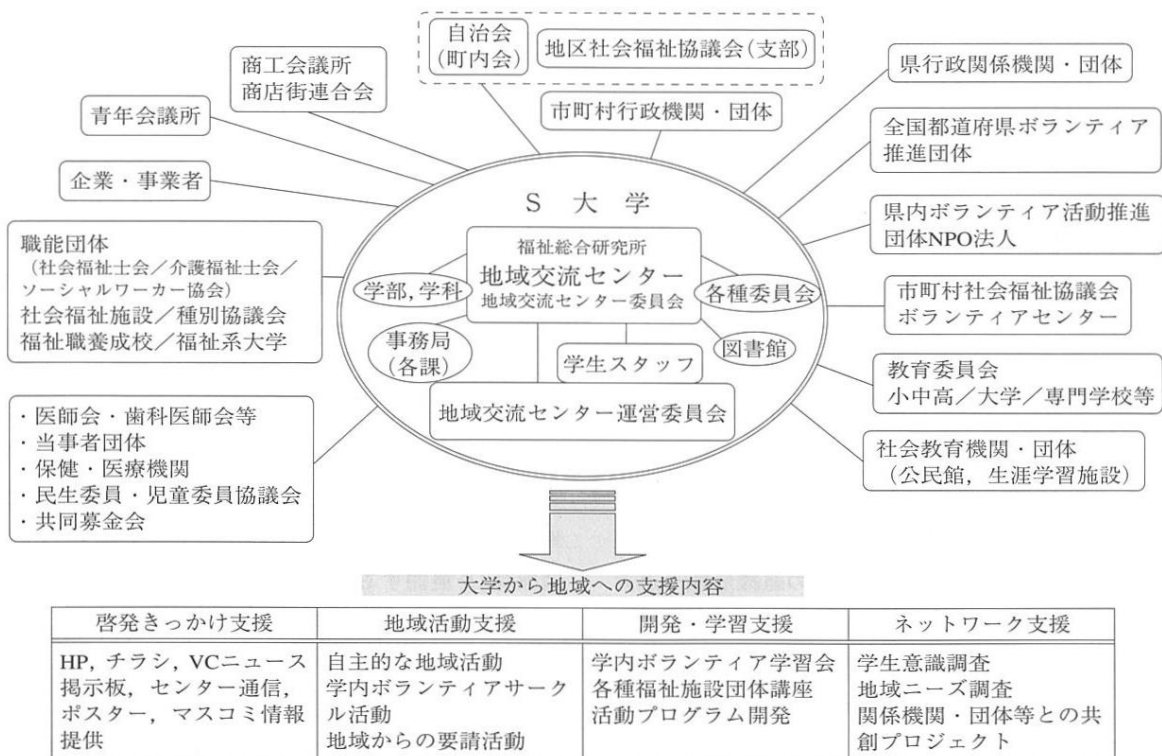 自治会
(町内会)
地区社会福祉協議会(支部)
商工会議所
商店街連合会
県行政関係機関・団体
青年会議所
市町村行政機関・団体
全国都道府県ボランティア
推進団体
企業・事業者
S 大 学
県内ボランティア活動推進
団体NPO法人
職能団体
(社会福祉士会／介護福祉士会／
ソーシャルワーカー協会)
社会福祉施設／種別協議会
福祉職養成校／福祉系大学
福祉総合研究所
地域交流センター
地域交流センター委員会
学部, 学科
各種委員会
市町村社会福祉協議会
ボランティアセンター
事務局
(各課)
学生スタッフ
図書館
地域交流センター運営委員会
教育委員会
小中高／大学／専門学校等
・医師会・歯科医師会等
・当事者団体
・保健・医療機関
・民生委員・児童委員協議会
・共同募金会
社会教育機関・団体
(公民館, 生涯学習施設)
大学から地域への支援内容
啓発きっかけ支援
地域活動支援
開発・学習支援
ネットワーク支援
HP, チラシ, VCニュース
掲示板, センター通信,
ポスター, マスコミ情報
提供
自主的な地域活動
学内ボランティアサーク
ル活動
地域からの要請活動
学内ボランティア学習会
各種福祉施設団体講座
活動プログラム開発
学生意識調査
地域ニーズ調査
関係機関・団体等との共
創プロジェクト